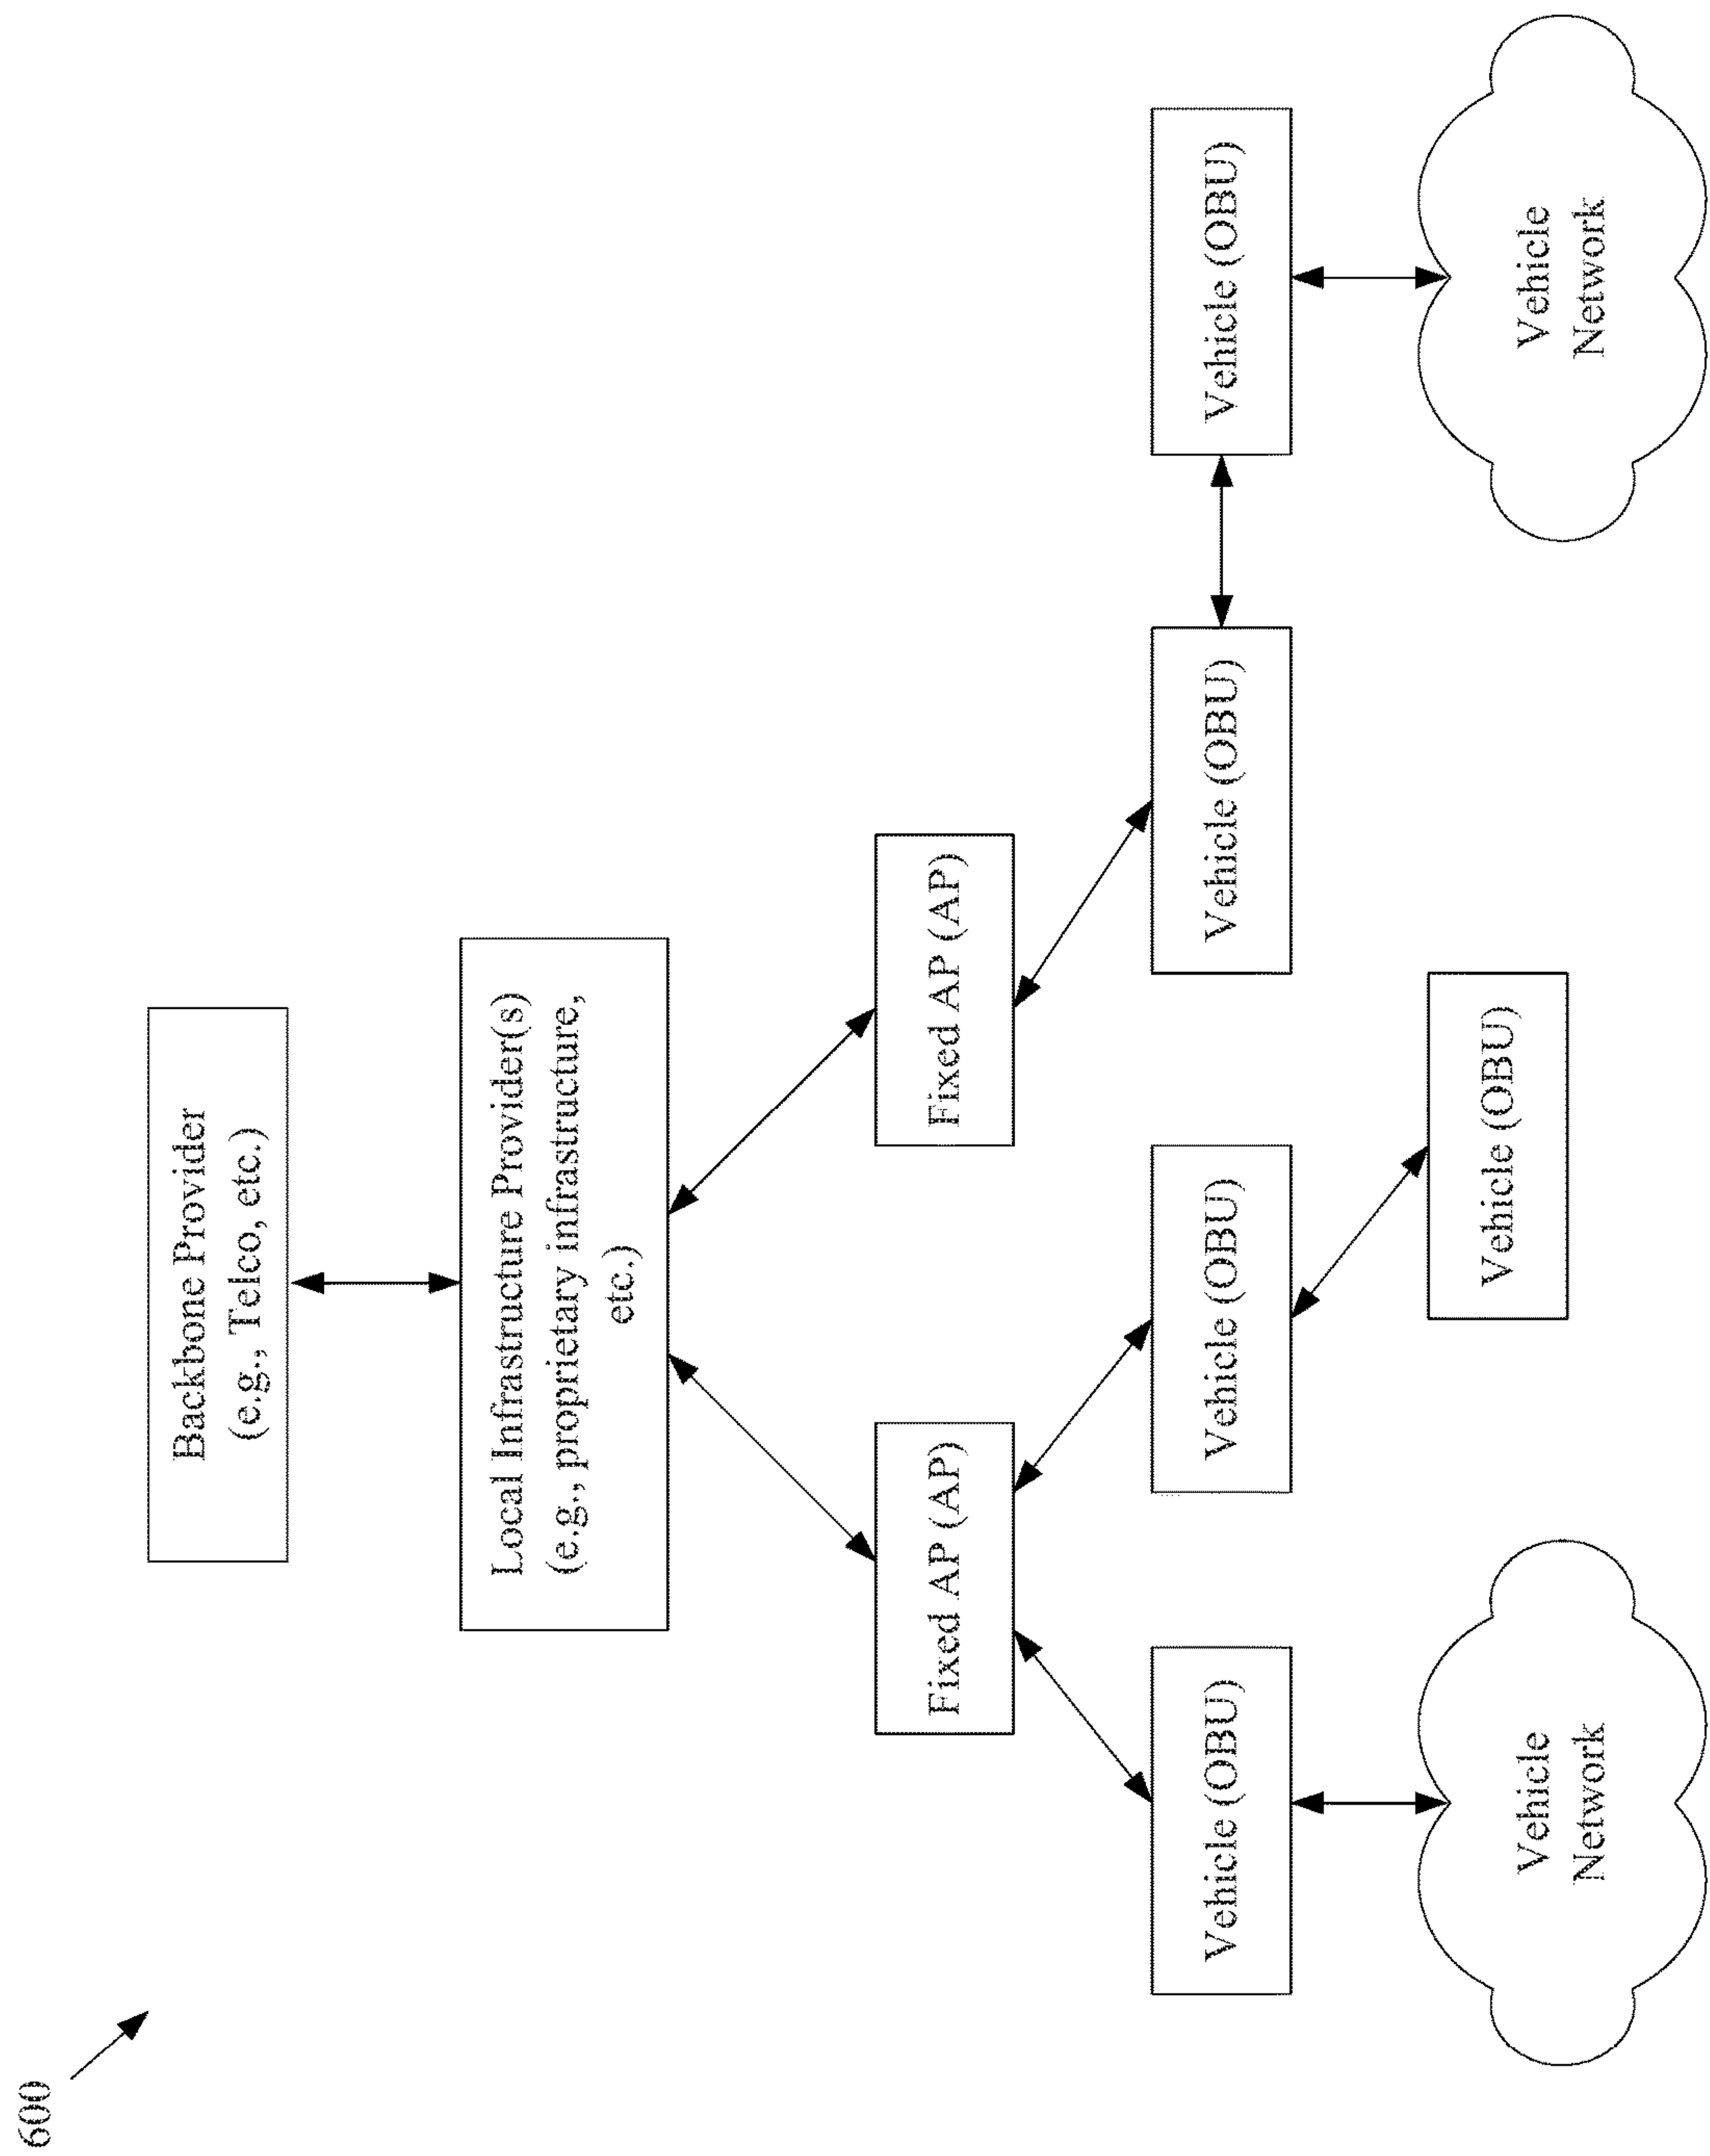 600
Backbone Provider
(e.g., Telco, etc.)
Local Infrastructure Provider(s)
(e.g., proprietary infrastructure,
etc.)
Fixed AP (AP)
Fixed AP (AP)
Vehicle (OBU)
Vehicle (OBU)
Vehicle (OBU)
Vehicle (OBU)
Vehicle
Network
Vehicle (OBU)
Vehicle
Network